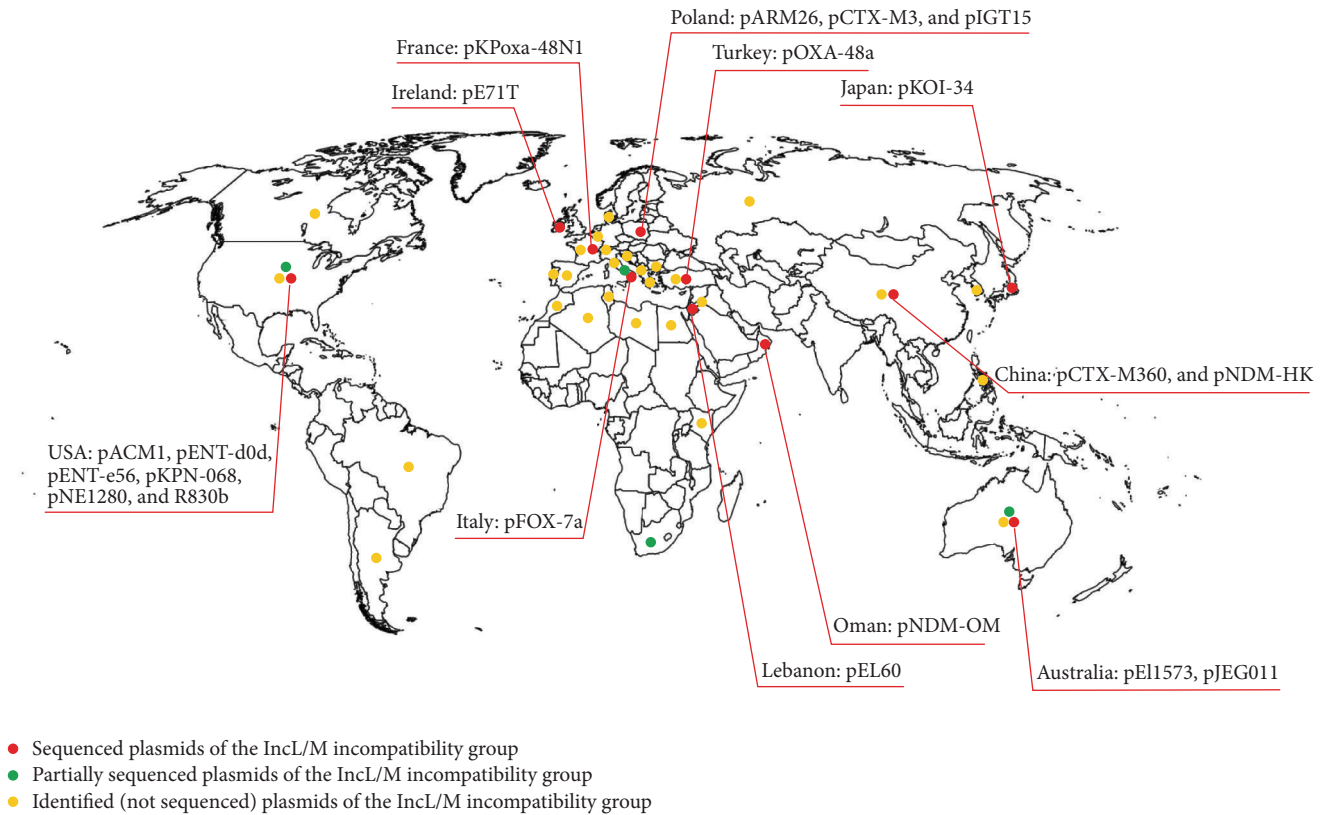 Poland: pARM26, pCTX-M3, and pIGT15
France: pKPoxa-48N1
Turkey: pOXA-48a
Ireland: pE71T
Japan: pKOI-34
China: pCTX-M360, and pNDM-HK
USA: pACM1, pENT-d0d,
pENT-e56, pKPN-068,
pNE1280, and R830b
Italy: pFOX-7a
Oman: pNDM-OM
Lebanon: pEL60
Australia: pEl1573, pJEG011
Sequenced plasmids of the IncL/M incompatibility group
Partially sequenced plasmids of the IncL/M incompatibility group
Identified (not sequenced) plasmids of the IncL/M incompatibility group